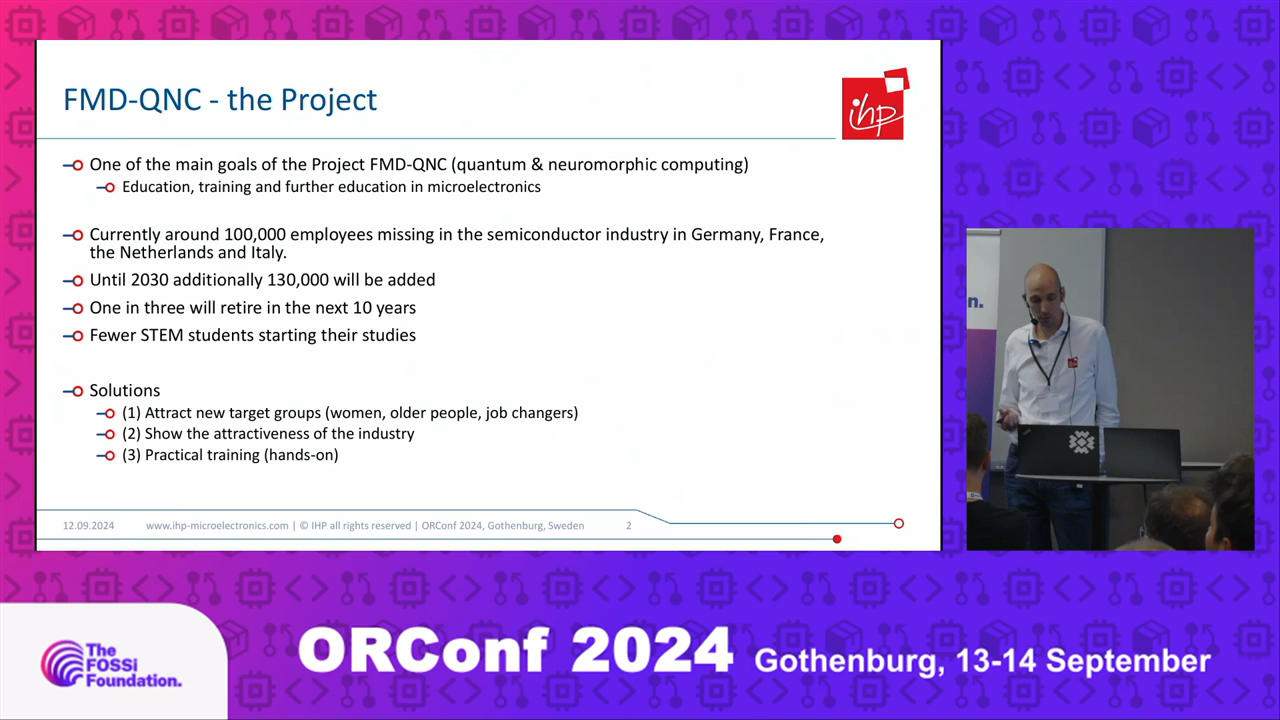 FMD-QNC - the Project
ihp
One of the main goals of the Project FMD-QNC (quantum & neuromorphic computing)
Education, training and further education in microelectronics
Currently around 100,000 employees missing in the semiconductor industry in Germany, France,
the Netherlands and Italy.
Until 2030 additionally 130,000 will be added
One in three will retire in the next 10 years
Fewer STEM students starting their studies
Solutions
(1) Attract new target groups (women, older people, job changers)
(2) Show the attractiveness of the industry
(3) Practical training (hands-on)
12.09.2024 www.ihp-microelectronics.com | © IHP all rights reserved | ORConf 2024, Gothenburg, Sweden 2
n.
The
FOSSi
Foundation.
ORConf 2024 Gothenburg, 13-14 September